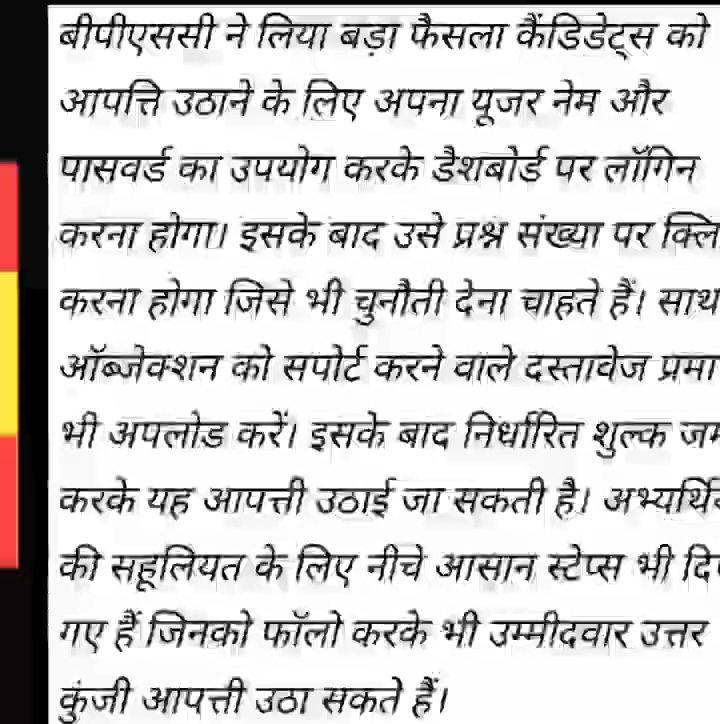 बीपीएससी ने लिया बड़ा फैसला कैंडिडेट्स को
आपत्ति उठाने के लिए अपना यूजर नेम और
पासवर्ड का उपयोग करके डैशबोर्ड पर लॉगिन
करना होगा। इसके बाद उसे प्रश्न संख्या पर
करना होगा जिसे भी चुनौती देना चाहते हैं। साथ
ऑब्जेक्शन को सपोर्ट करने वाले दस्तावेज
भी अपलोड करें। इसके बाद निर्धारित शुल्क
करके यह आपत्ती उठाई जा सकती है।
की सहूलियत के लिए नीचे आसान स्टेप्स भी
गए हैं जिनको फॉलो करके भी उम्मीदवार उत्तर
कुंजी आपत्ती उठा सकते हैं।